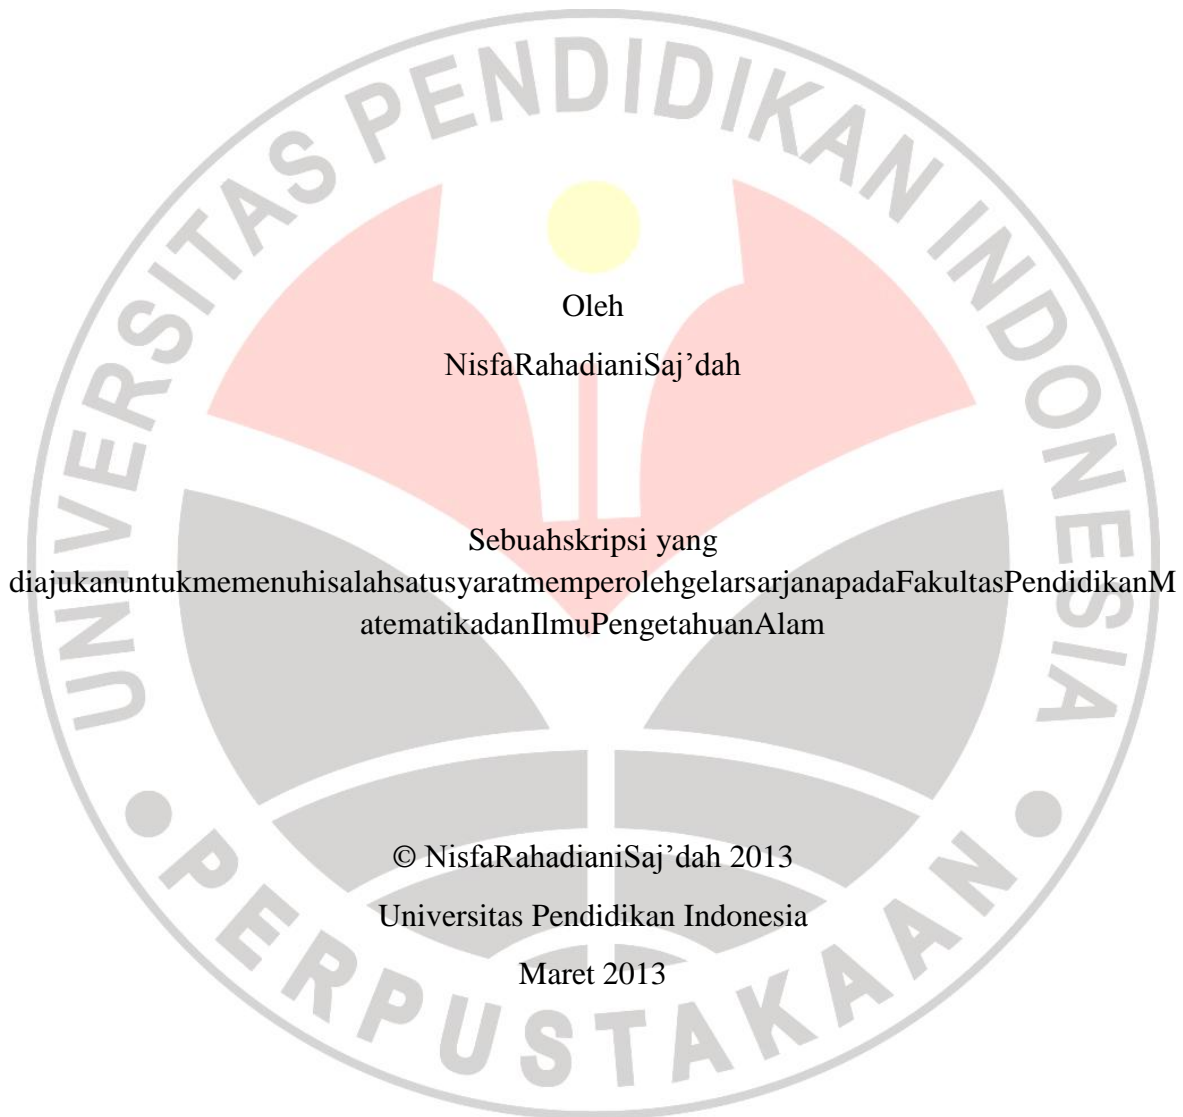 UNIVERSITAS PENDIDIKAN INDONESIA
Oleh
NisfaRahadianiSaj’dah
Sebuahskripsi yang
diajukanuntukmemenuhisalahsatusyaratmemperolehgelarsarjanapadaFakultasPendidikanM
atematikadanIlmuPengetahuanAlam
© NisfaRahadianiSaj’dah 2013
Universitas Pendidikan Indonesia
Maret 2013
PERPUSTAKAAN